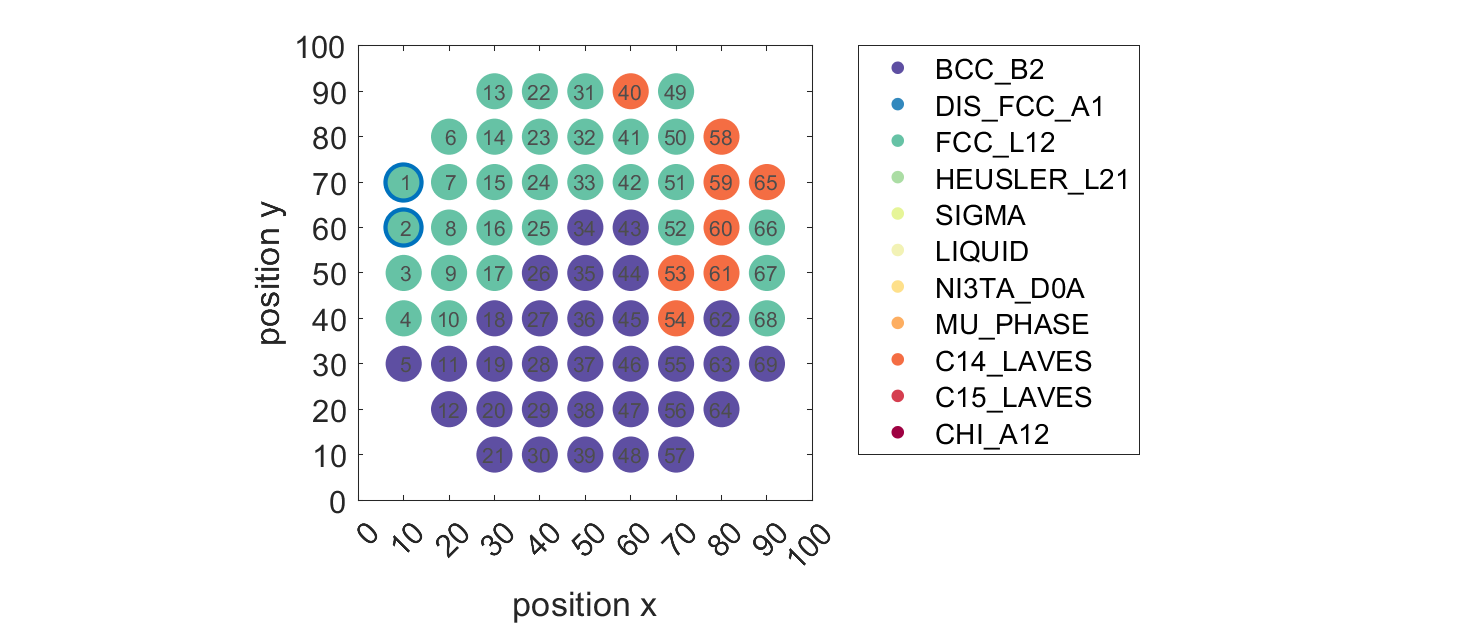 100
90
80
70
60
50
40
30
20
10
0
position y
13 22 31 40 49
6 14 23 32 41 50 58
1 7 15 24 33 42 51 59 65
2 8 16 25 34 43 52 60 66
3 9 17 26 35 44 53 61 67
4 10 18 27 36 45 54 62 68
5 11 19 28 37 46 55 63 69
12 20 29 38 47 56 64
21 30 39 48 57
0 10 20 30 40 50 60 70 80 90 100
position x
BCC_B2
DIS_FCC_A1
FCC_L12
HEUSLER_L21
SIGMA
LIQUID
NI3TA_D0A
MU_PHASE
C14_LAVES
C15_LAVES
CHI_A12